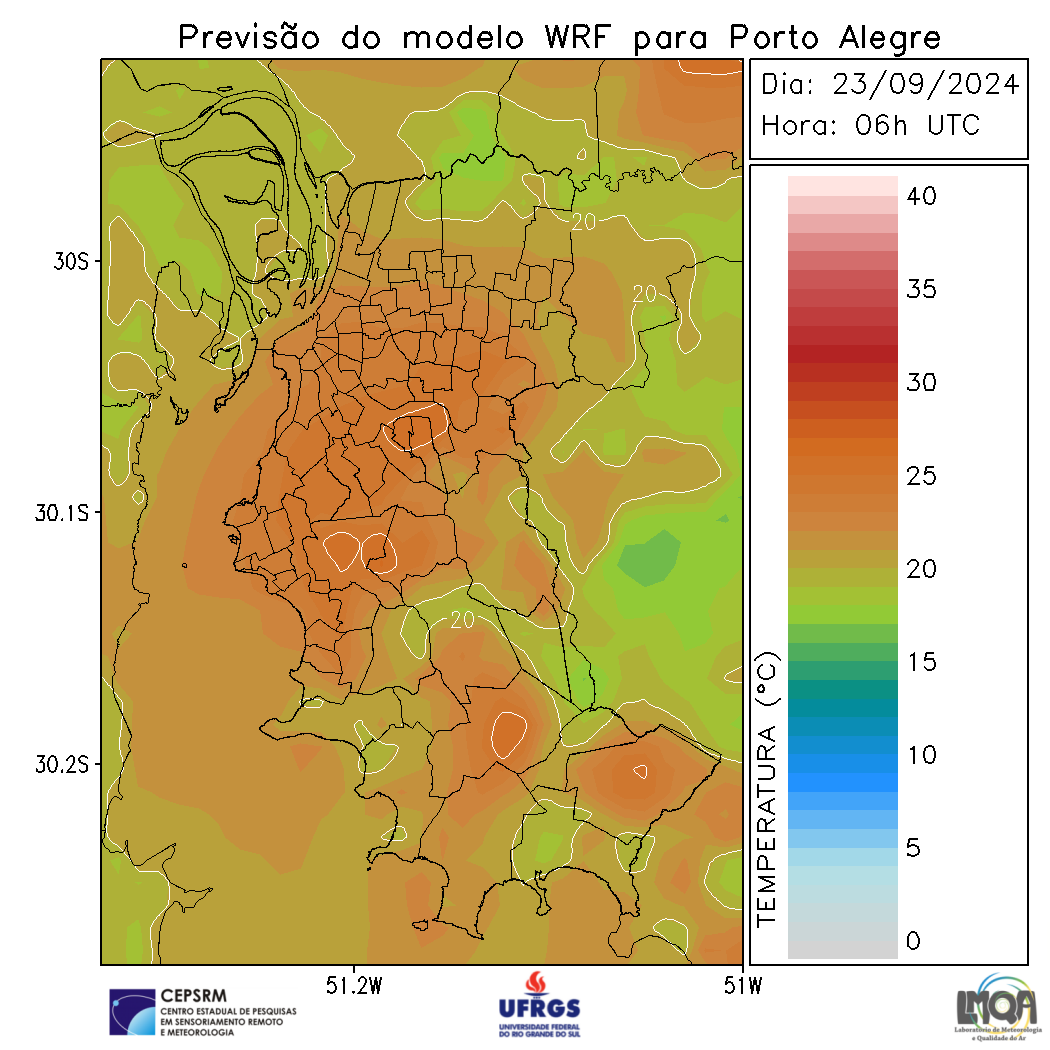 Previsão do modelo WRF para Porto Alegre
Dia: 23/09/2024
Hora: 06h UTC
40
35
30
25
20
15
10
5
0
TEMPERATURA (°C)
30S
30.1S
30.2S
51.2W
51W
20
20
20
CEPSRM
CENTRO ESTADUAL DE PESQUISAS
EM SENSORIAMENTO REMOTO
E METEOROLOGIA
UFRGS
UNIVERSIDADE FEDERAL
DO RIO GRANDE DO SUL
LMQA
Laboratório de Meteorologia
e Qualidade do Ar